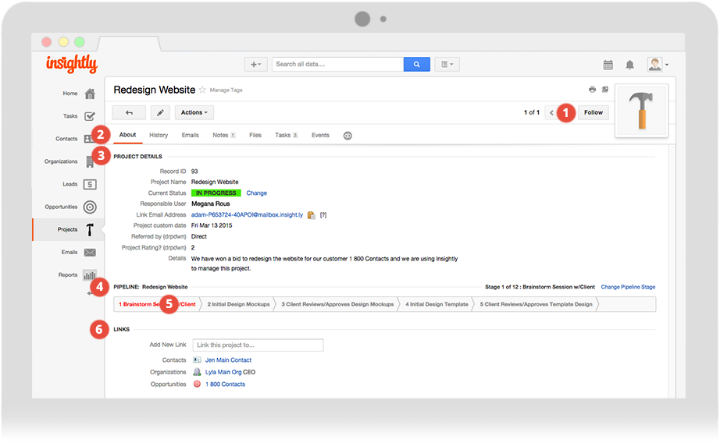 insightly
Search all data...
Home
Tasks
Contacts
Organizations
Leads
Opportunities
Projects
Emails
Reports
Redesign Website
Manage Tags
Actions
1 of 1
1
Follow
2
About History Emails Notes 1 Files Tasks 3 Events
3
PROJECT DETAILS
Record ID 93
Project Name Redesign Website
Current Status IN PROGRESS Change
Responsible User Megana Rous
Link Email Address adam-P653724-40APOI@mailbox.insight.ly [?]
Project custom date Fri Mar 13 2015
Referred by (drpdwn) Direct
Project Rating? (drpdwn) 2
Details We have won a bid to redesign the website for our customer 1 800 Contacts and we are using Insightly
to manage this project.
4
PIPELINE: Redesign Website Stage 1 of 12 : Brainstorm Session w/Client Change Pipeline Stage
1 Brainstorm 5 Client 2 Initial Design Mockups 3 Client Reviews/Approves Design Mockups 4 Initial Design Template 5 Client Reviews/Approves Template Design
6
LINKS
Add New Link Link this project to...
Contacts Jen Main Contact
Organizations Lyla Main Org CEO
Opportunities 1 800 Contacts